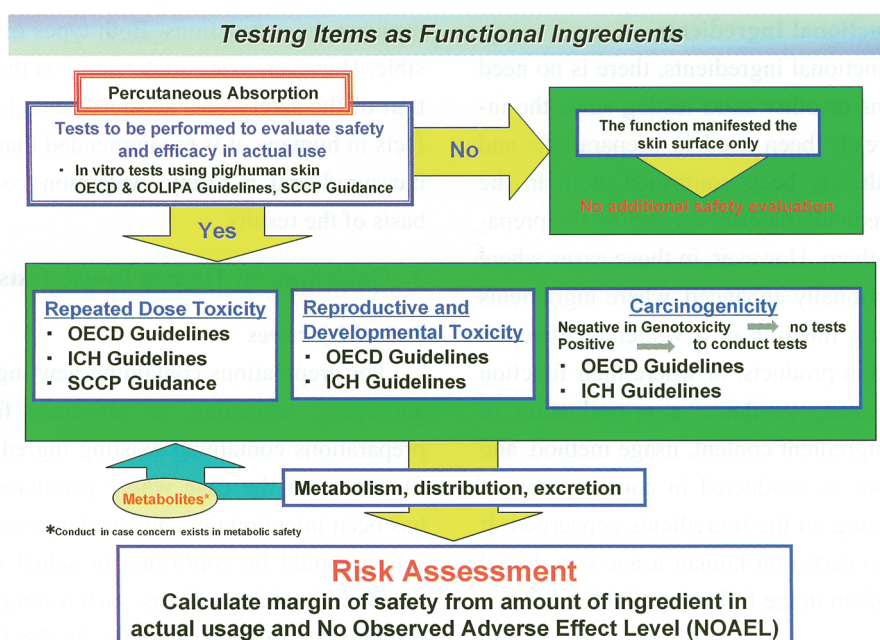 Testing Items as Functional Ingredients
Percutaneous Absorption
Tests to be performed to evaluate safety
and efficacy in actual use
• In vitro tests using pig/human skin
OECD & COLIPA Guidelines, SCCP Guidance
No
The function manifested the
skin surface only
No additional safety evaluation
Yes
Repeated Dose Toxicity
・ OECD Guidelines
・ ICH Guidelines
・ SCCP Guidance
Reproductive and
Developmental Toxicity
・ OECD Guidelines
・ ICH Guidelines
Carcinogenicity
Negative in Genotoxicity → no tests
Positive → to conduct tests
・ OECD Guidelines
・ ICH Guidelines
Metabolites*
Metabolism, distribution, excretion
*Conduct in case concern exists in metabolic safety
Risk Assessment
Calculate margin of safety from amount of ingredient in
actual usage and No Observed Adverse Effect Level (NOAEL)